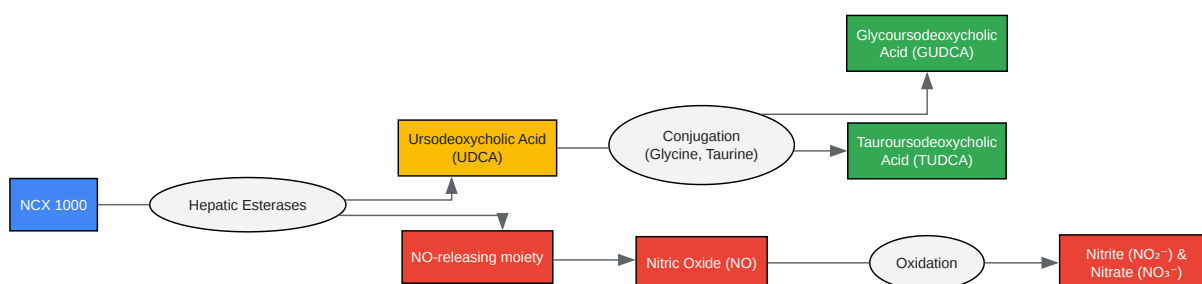 NCX 1000
Hepatic Esterases
Ursodeoxycholic Acid
(UDCA)
NO-releasing moiety
Conjugation
(Glycine, Taurine)
Glycoursodeoxycholic
Acid (GUDCA)
Tauroursodeoxycholic
Acid (TUDCA)
Nitric Oxide (NO)
Oxidation
Nitrite (NO₂⁻) &
Nitrate (NO₃⁻)